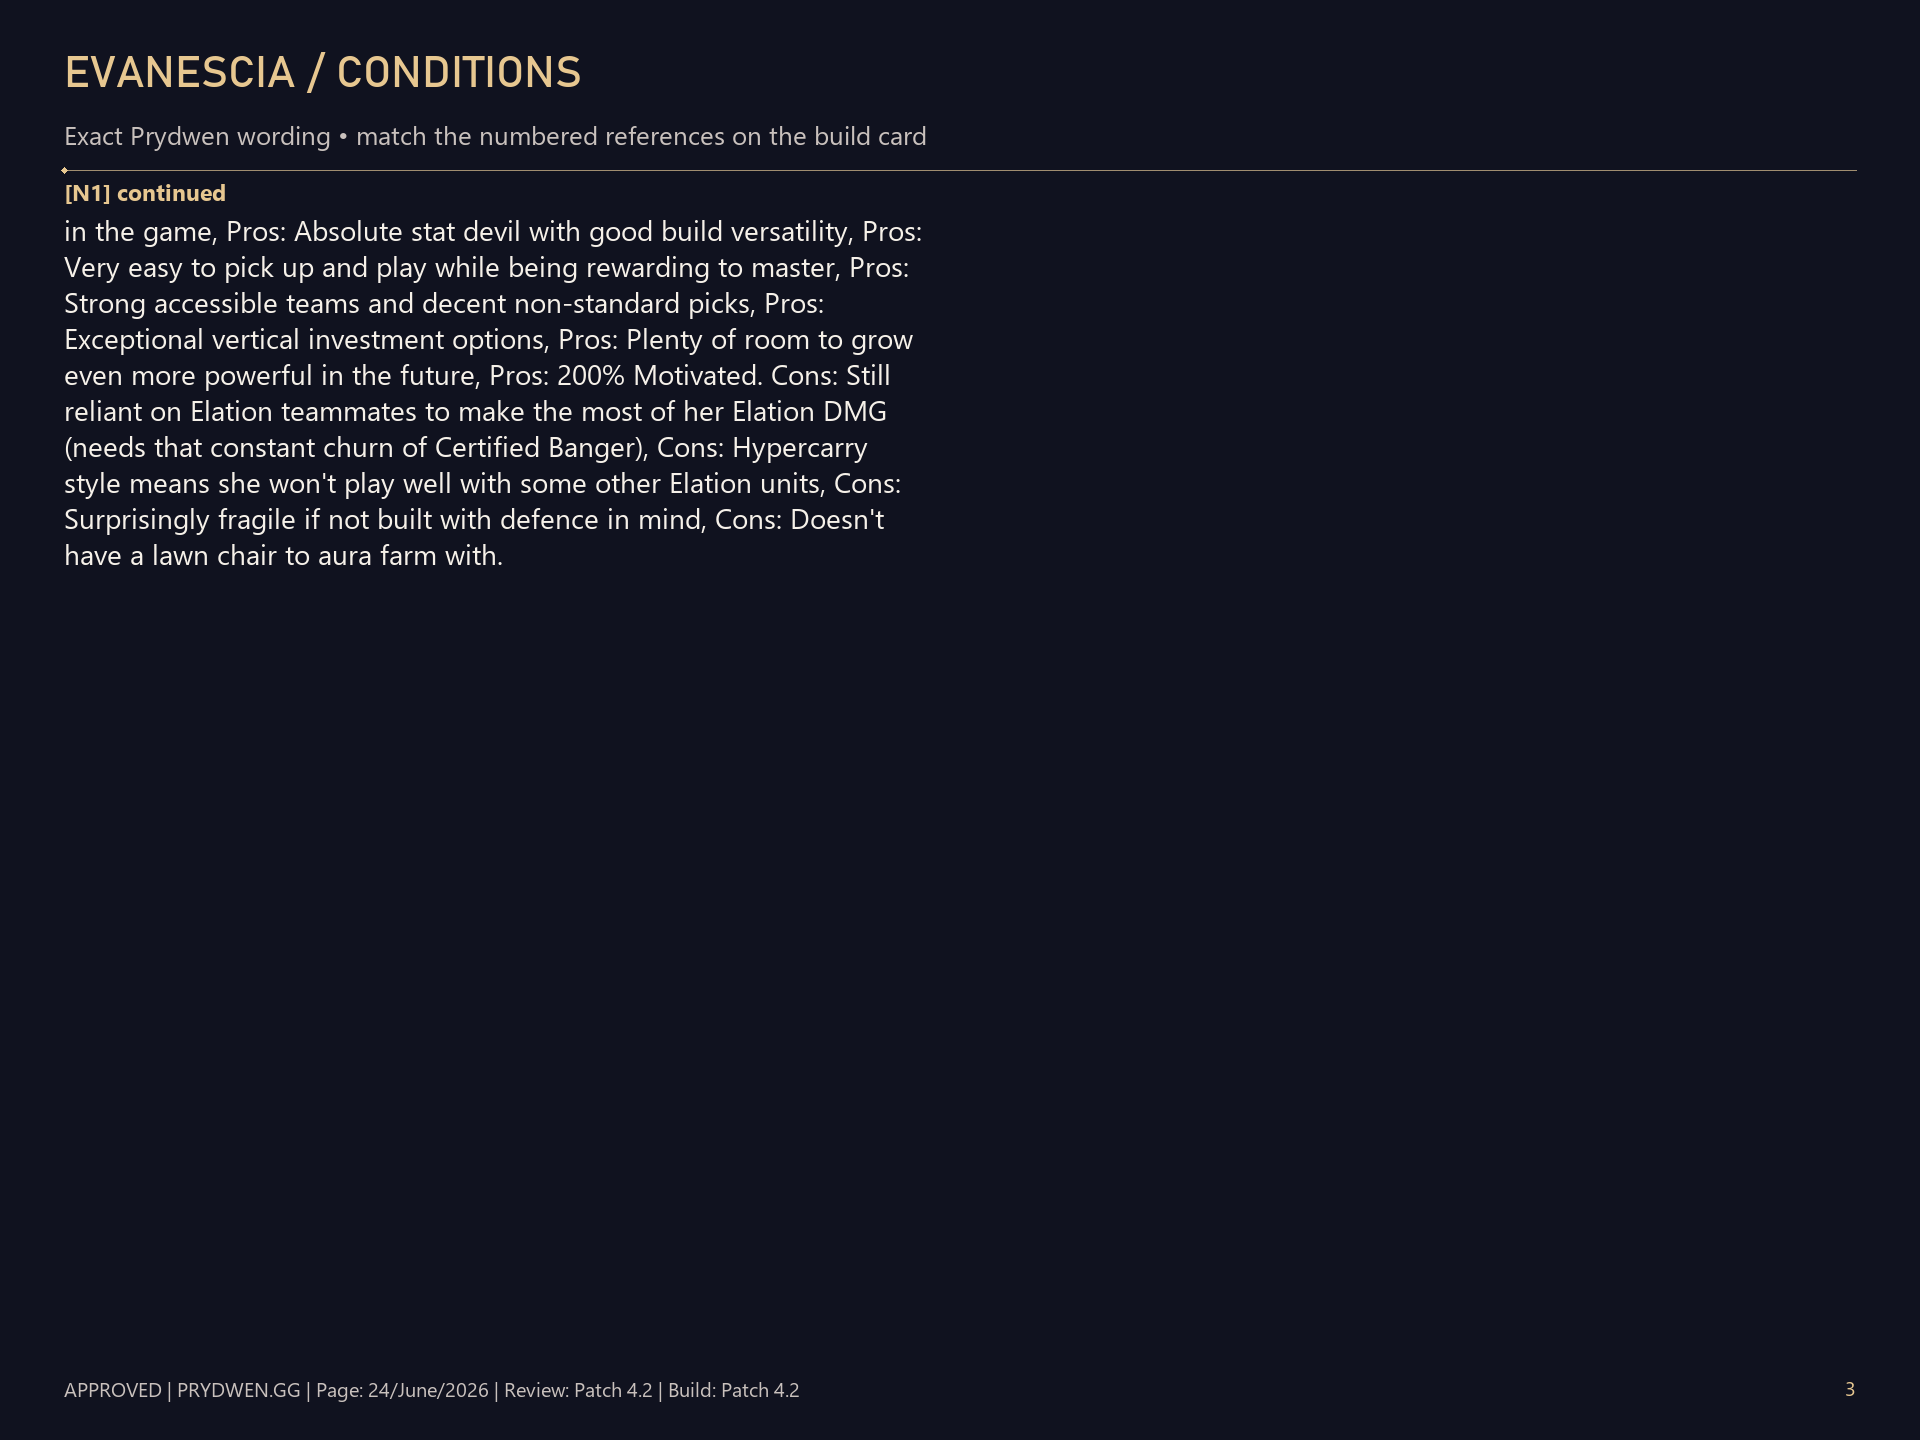 EVANESCIA / CONDITIONS
Exact Prydwen wording • match the numbered references on the build card
[N1] continued
in the game, Pros: Absolute stat devil with good build versatility, Pros:
Very easy to pick up and play while being rewarding to master, Pros:
Strong accessible teams and decent non-standard picks, Pros:
Exceptional vertical investment options, Pros: Plenty of room to grow
even more powerful in the future, Pros: 200% Motivated. Cons: Still
reliant on Elation teammates to make the most of her Elation DMG
(needs that constant churn of Certified Banger), Cons: Hypercarry
style means she won't play well with some other Elation units, Cons:
Surprisingly fragile if not built with defence in mind, Cons: Doesn't
have a lawn chair to aura farm with.
APPROVED | PRYDWEN.GG | Page: 24/June/2026 | Review: Patch 4.2 | Build: Patch 4.2
3